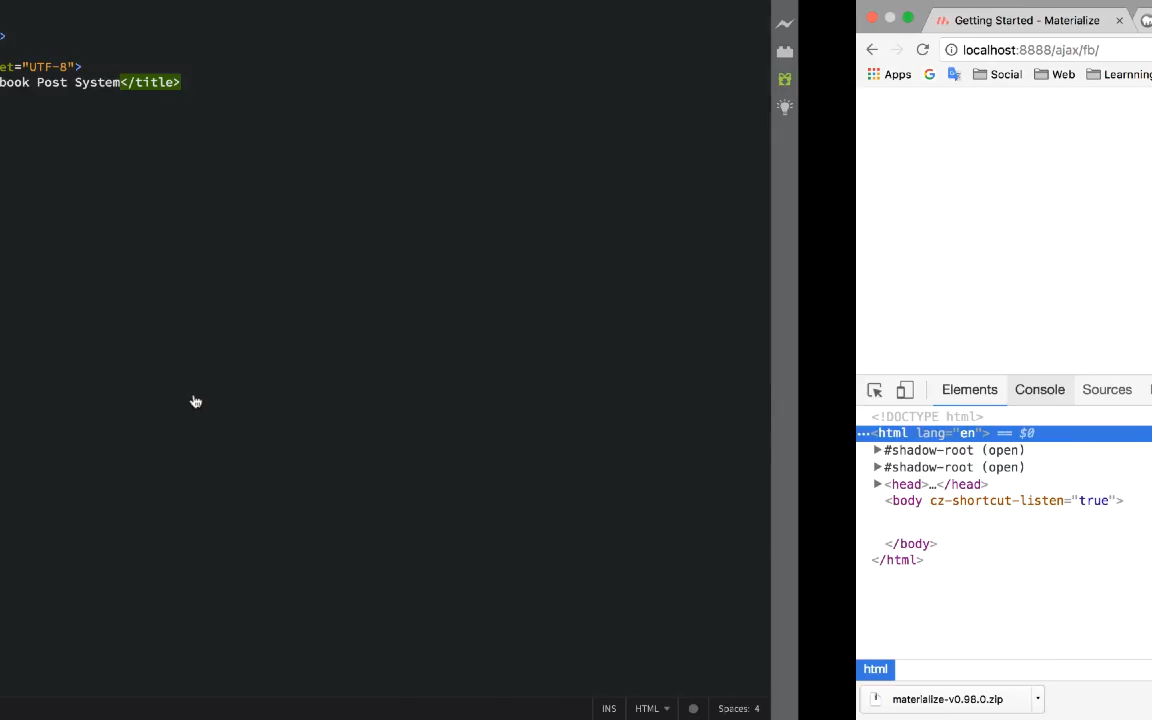 >
et="UTF-8">
book Post System</title>
INS HTML Spaces: 4
Getting Started - Materialize
localhost:8888/ajax/fb/
Apps Social Web Learnning
Elements Console Sources
<!DOCTYPE html>
…<html lang="en"> == $0
#shadow-root (open)
#shadow-root (open)
<head>…</head>
<body cz-shortcut-listen="true">
</body>
</html>
html
materialize-v0.98.0.zip